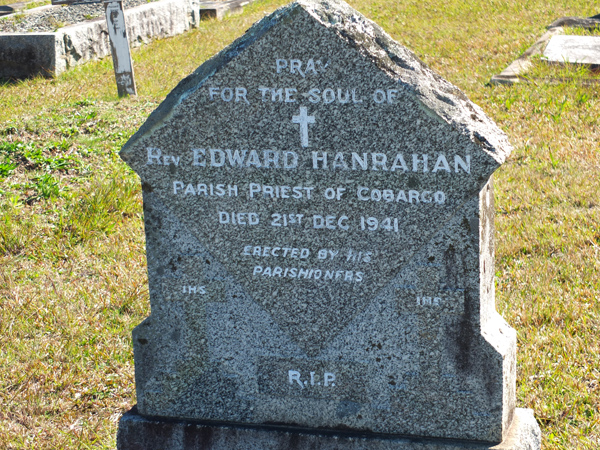 PRAY
FOR THE SOUL OF
REV. EDWARD HANRAHAN
PARISH PRIEST OF COBARGO
DIED 21ST DEC. 1941
ERECTED BY HIS
PARISHIONERS
IHS IHS
R.I.P.